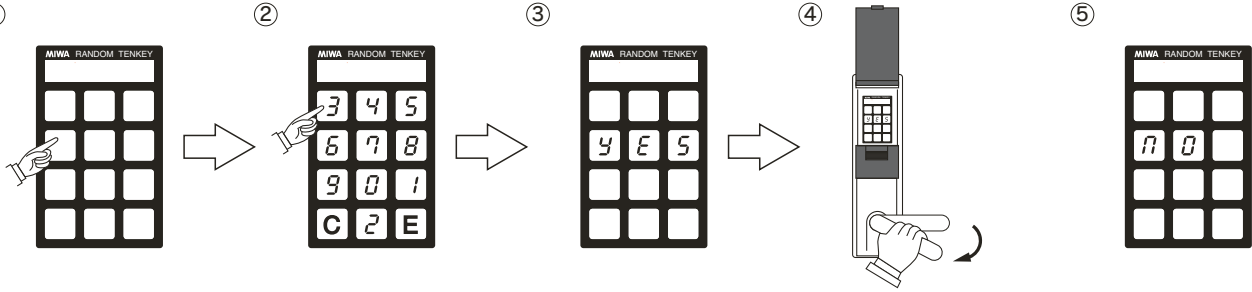 ①
②
③
④
⑤
MIWA RANDOM TENKEY
MIWA RANDOM TENKEY
3 4 5
6 7 8
9 0 1
C 2 E
MIWA RANDOM TENKEY
Y E S
Y E S
MIWA RANDOM TENKEY
n 0